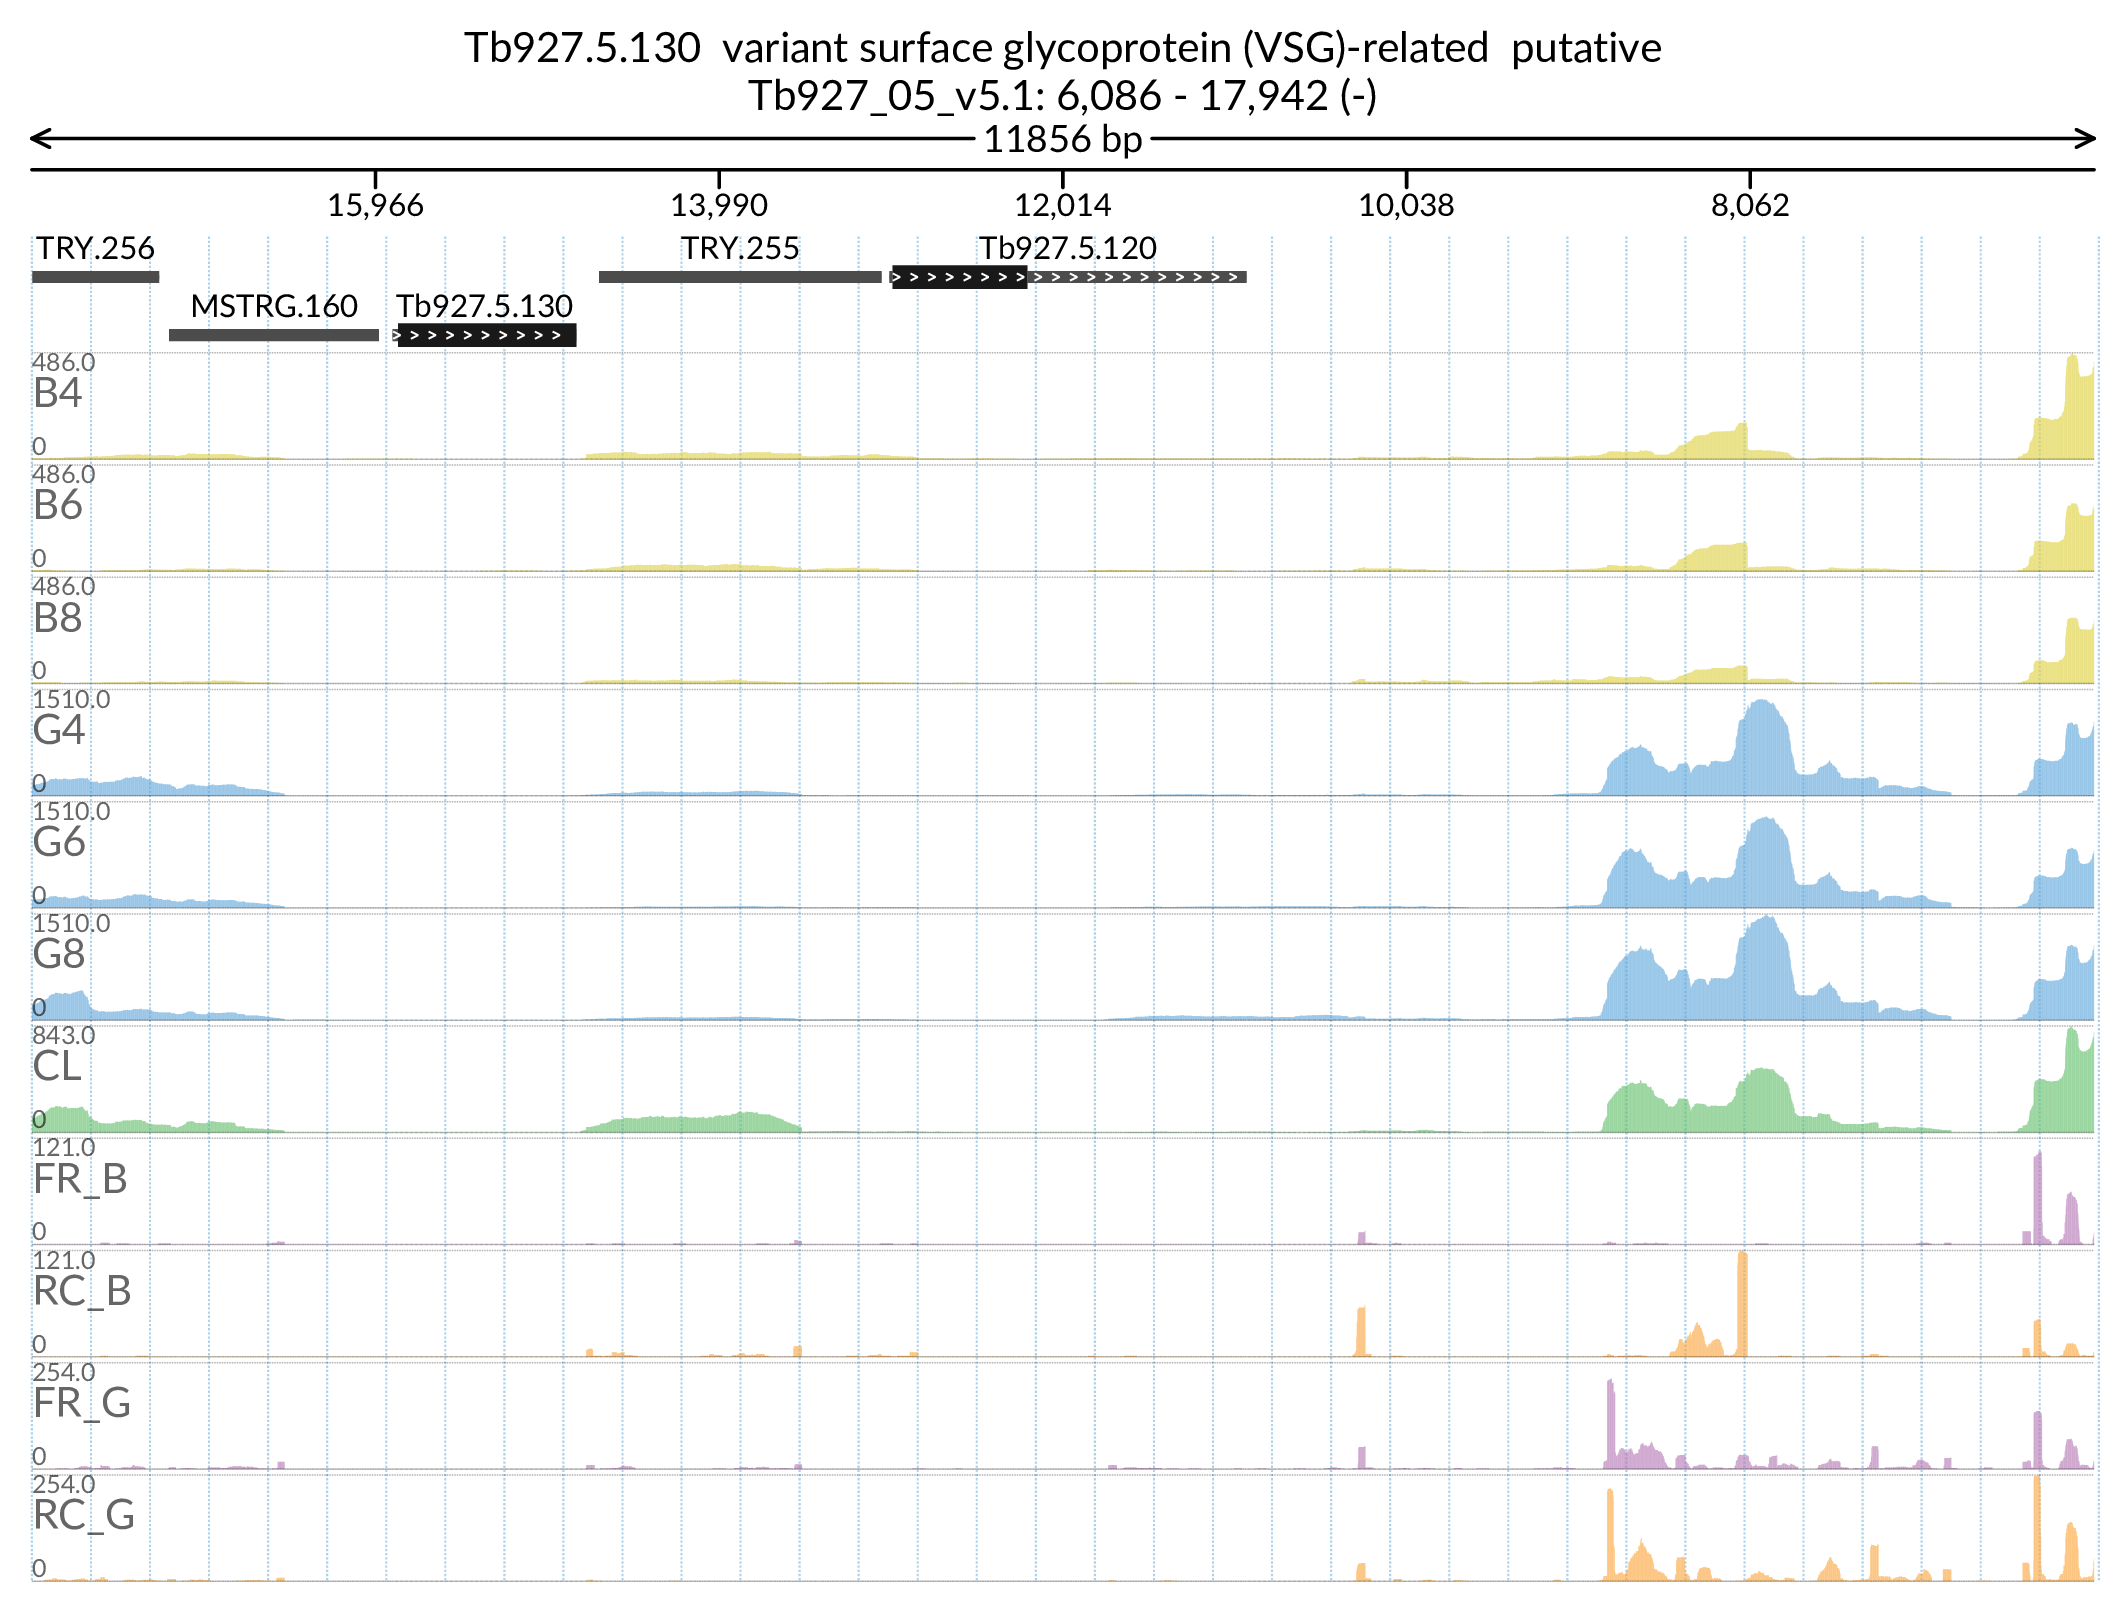 Tb927.5.130  variant surface glycoprotein (VSG)-related  putative
Tb927_05_v5.1: 6,086 - 17,942 (-)
11856 bp
15,966 13,990 12,014 10,038 8,062
TRY.256 TRY.255 Tb927.5.120
MSTRG.160 Tb927.5.130
486.0
B4
0
486.0
B6
0
486.0
B8
0
1510.0
G4
0
1510.0
G6
0
1510.0
G8
0
843.0
CL
0
121.0
FR_B
0
121.0
RC_B
0
254.0
FR_G
0
254.0
RC_G
0